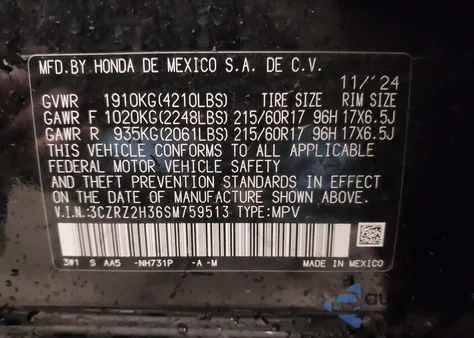 MFD.BY HONDA DE MEXICO S.A. DE C.V.
11/'24
GVWR 1910KG(4210LBS) TIRE SIZE RIM SIZE
GAWR F 1020KG(2248LBS) 215/60R17 96H 17X6.5J
GAWR R 935KG(2061LBS) 215/60R17 96H 17X6.5J
THIS VEHICLE CONFORMS TO ALL APPLICABLE
FEDERAL MOTOR VEHICLE SAFETY
AND THEFT PREVENTION STANDARDS IN EFFECT
ON THE DATE OF MANUFACTURE SHOWN ABOVE.
V.I.N:3CZRZ2H36SM759513 TYPE:MPV
3W1 S AA5 -NH731P -A-M MADE IN MEXICO